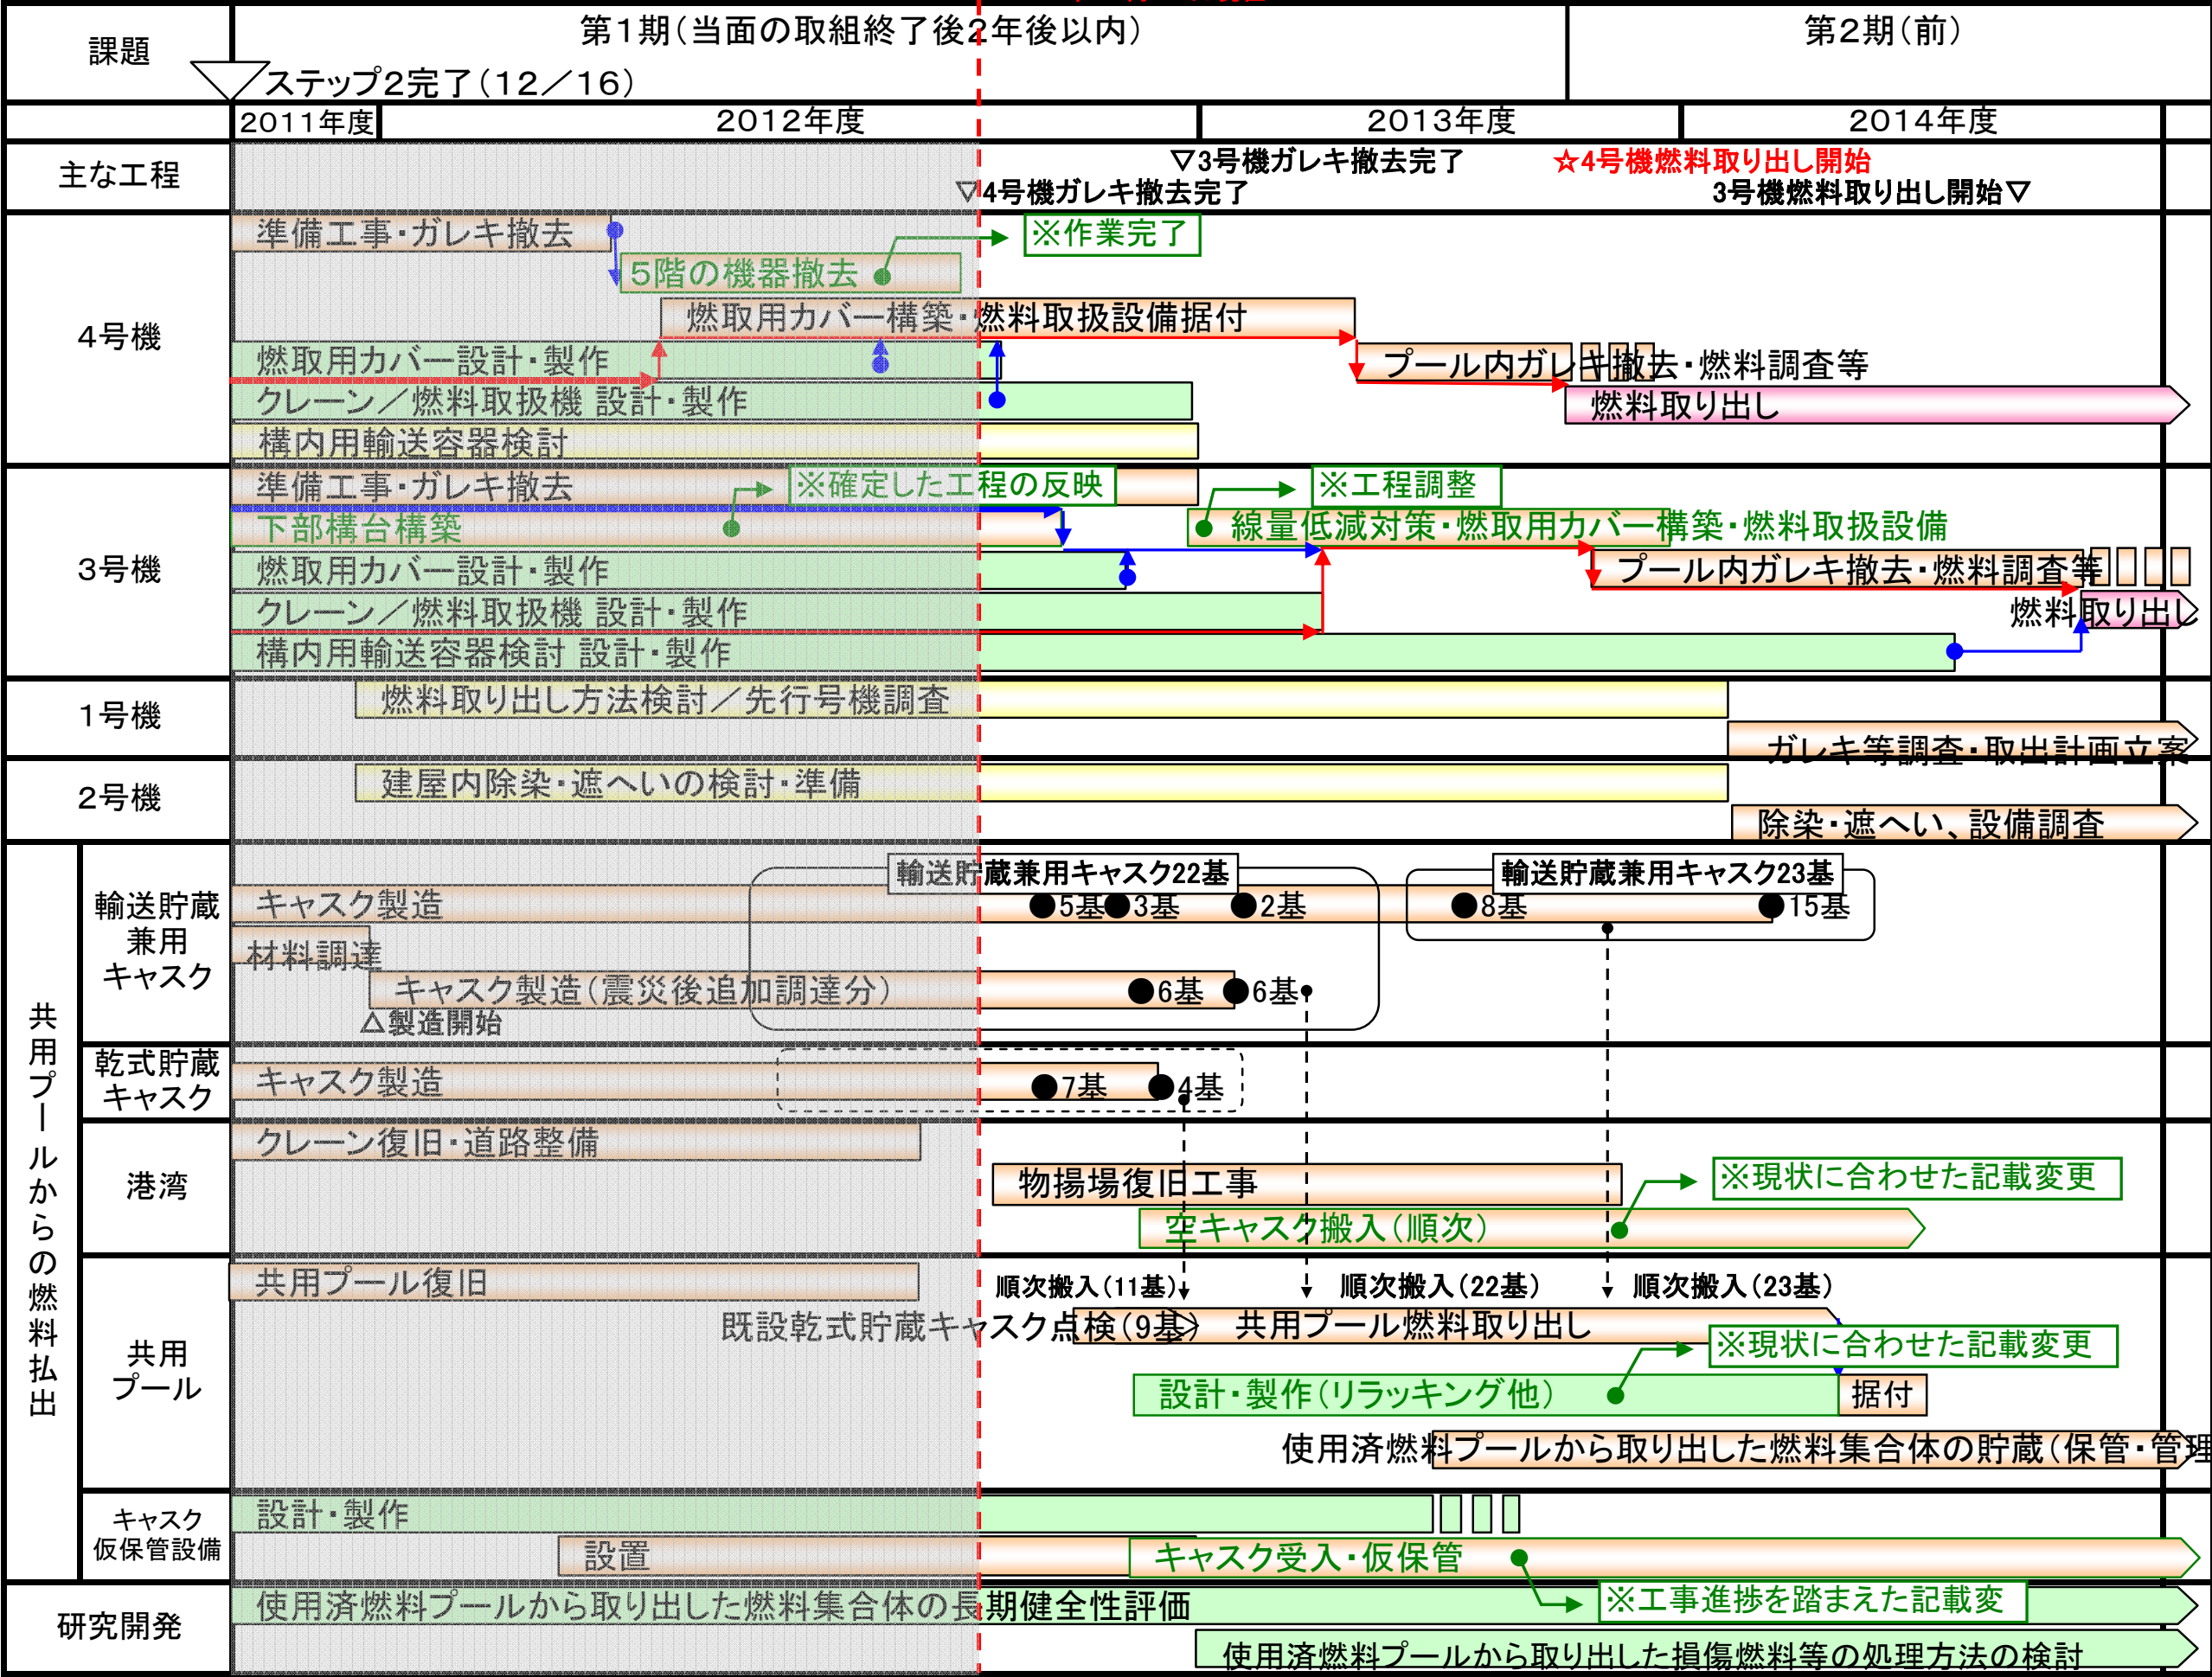 課題
第1期(当面の取組終了後2年後以内)
第2期(前)
ステップ2完了(12/16)
2011年度
2012年度
2013年度
2014年度
主な工程
▽3号機ガレキ撤去完了
☆4号機燃料取り出し開始
▽4号機ガレキ撤去完了
3号機燃料取り出し開始▽
4号機
準備工事・ガレキ撤去
※作業完了
5階の機器撤去
燃取用カバー構築・燃料取扱設備据付
燃取用カバー設計・製作
プール内ガレキ撤去・燃料調査等
クレーン/燃料取扱機 設計・製作
燃料取り出し
構内用輸送容器検討
3号機
準備工事・ガレキ撤去
※確定した工程の反映
※工程調整
下部構台構築
線量低減対策・燃取用カバー構築・燃料取扱設備
燃取用カバー設計・製作
プール内ガレキ撤去・燃料調査等
クレーン/燃料取扱機 設計・製作
燃料取り出し
構内用輸送容器検討 設計・製作
1号機
燃料取り出し方法検討/先行号機調査
ガレキ等調査・取出計画立案
2号機
建屋内除染・遮へいの検討・準備
除染・遮へい、設備調査
共用プールからの燃料払出
輸送貯蔵
兼用
キャスク
輸送貯蔵兼用キャスク22基
輸送貯蔵兼用キャスク23基
キャスク製造
●5基●3基 ●2基 ●8基 ●15基
材料調達
キャスク製造(震災後追加調達分)
●6基 ●6基
△製造開始
乾式貯蔵
キャスク
キャスク製造
●7基 ●4基
港湾
クレーン復旧・道路整備
物揚場復旧工事
※現状に合わせた記載変更
空キャスク搬入(順次)
共用
プール
共用プール復旧
順次搬入(11基)
順次搬入(22基)
順次搬入(23基)
既設乾式貯蔵キャスク点検(9基)
共用プール燃料取り出し
※現状に合わせた記載変更
設計・製作(リラッキング他)
据付
使用済燃料プールから取り出した燃料集合体の貯蔵(保管・管理
キャスク
仮保管設備
設計・製作
設置
キャスク受入・仮保管
研究開発
使用済燃料プールから取り出した燃料集合体の長期健全性評価
※工事進捗を踏まえた記載変
使用済燃料プールから取り出した損傷燃料等の処理方法の検討